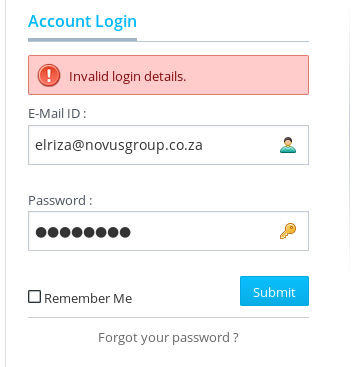 Account Login
Invalid login details.
E-Mail ID :
elriza@novusgroup.co.za
Password :
●●●●●●●●
Remember Me
Submit
Forgot your password ?